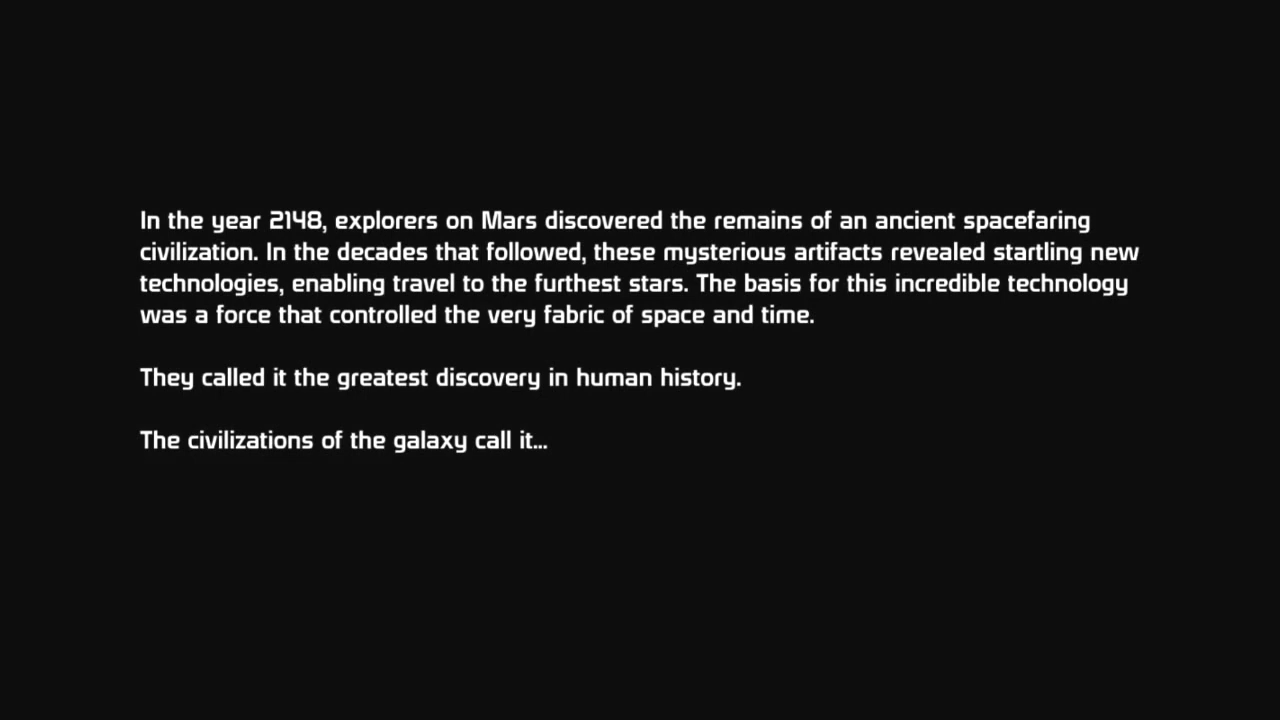 In the year 2148, explorers on Mars discovered the remains of an ancient spacefaring
civilization. In the decades that followed, these mysterious artifacts revealed startling new
technologies, enabling travel to the furthest stars. The basis for this incredible technology
was a force that controlled the very fabric of space and time.
They called it the greatest discovery in human history.
The civilizations of the galaxy call it...